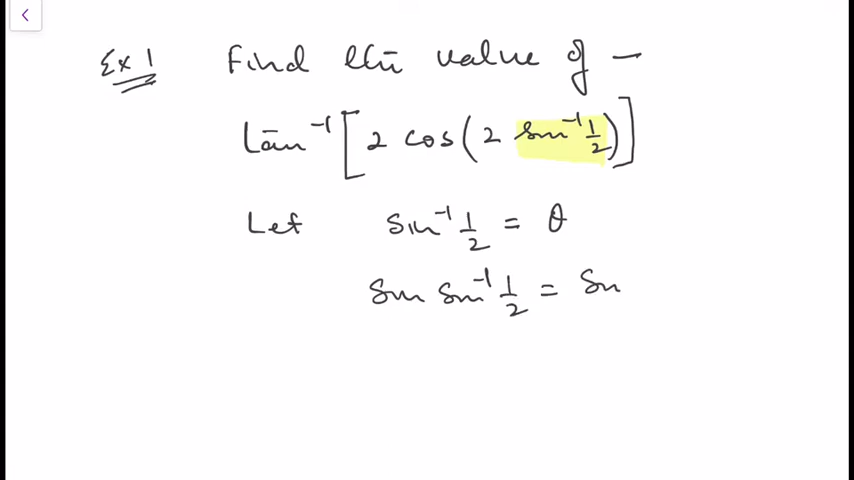 Ex 1 Find the value of —
tan⁻¹[2 cos(2 sin⁻¹ 1/2)]
Let sin⁻¹ 1/2 = θ
sin sin⁻¹ 1/2 = sin